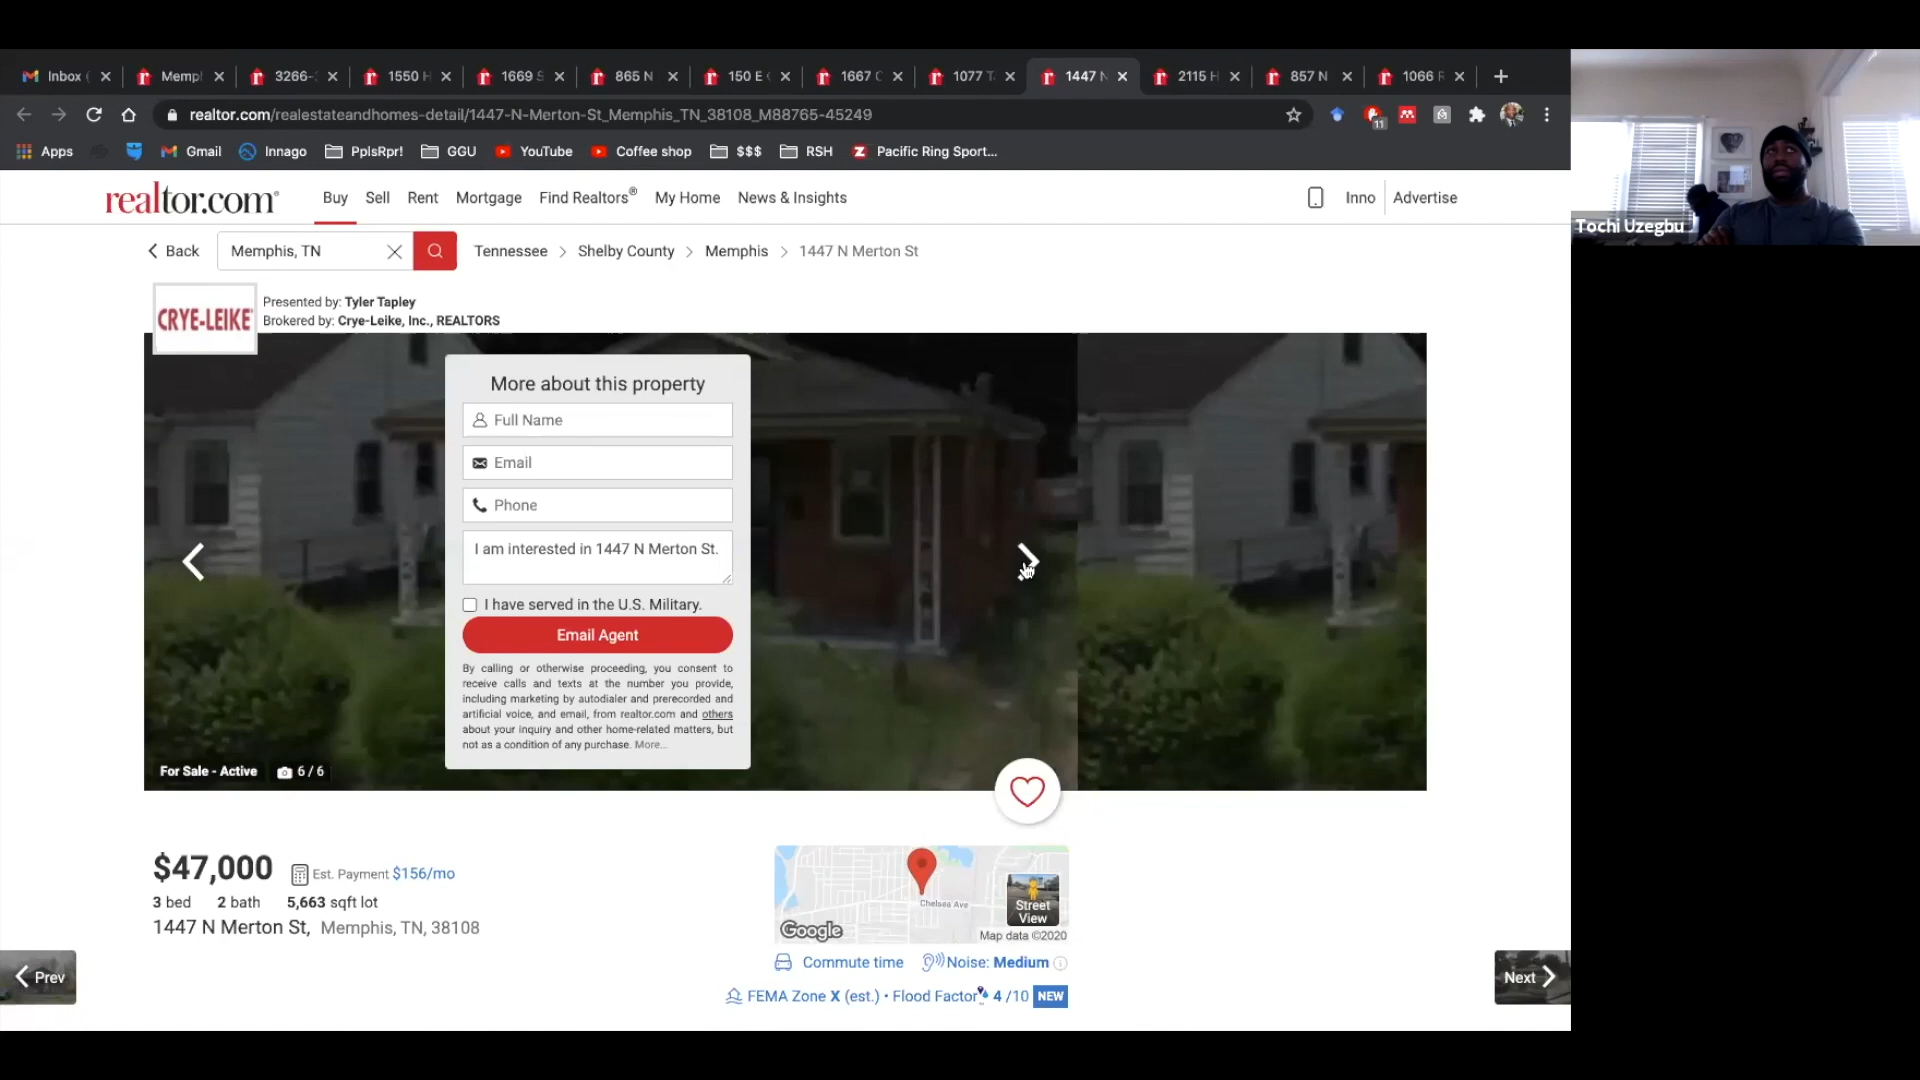 Inbox (
Memp
3266-
1550 H
1669 S
865 N
150 E
1667 C
1077 T
1447 N
2115 H
857 N
1066 R
realtor.com/realestateandhomes-detail/1447-N-Merton-St_Memphis_TN_38108_M88765-45249
11
Apps
Gmail
Innago
PplsRpr!
GGU
YouTube
Coffee shop
$$$
RSH
Pacific Ring Sport...
realtor.com®
Buy
Sell
Rent
Mortgage
Find Realtors®
My Home
News & Insights
Inno
Advertise
Tochi Uzegbu
Back
Memphis, TN
Tennessee > Shelby County > Memphis > 1447 N Merton St
CRYE-LEIKE
Presented by: Tyler Tapley
Brokered by: Crye-Leike, Inc., REALTORS
More about this property
Full Name
Email
Phone
I am interested in 1447 N Merton St.
I have served in the U.S. Military.
Email Agent
By calling or otherwise proceeding, you consent to
receive calls and texts at the number you provide,
including marketing by autodialer and prerecorded and
artificial voice, and email, from realtor.com and others
about your inquiry and other home-related matters, but
not as a condition of any purchase. More...
For Sale - Active
6 / 6
$47,000
Est. Payment $156/mo
3 bed 2 bath 5,663 sqft lot
1447 N Merton St, Memphis, TN, 38108
Chelsea Ave
Street
View
Google
Map data ©2020
Commute time
Noise: Medium
FEMA Zone X (est.) • Flood Factor 4 /10 NEW
Prev
Next